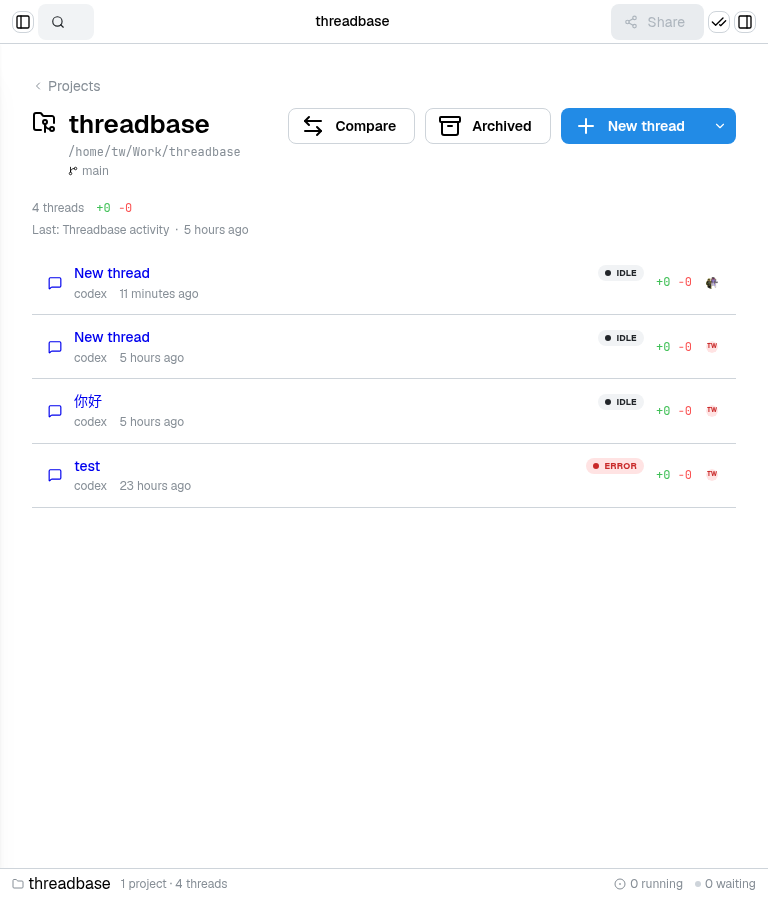 threadbase
Share
Projects
threadbase
Compare
Archived
New thread
/home/tw/Work/threadbase
main
4 threads +0 -0
Last: Threadbase activity · 5 hours ago
New thread
IDLE
+0 -0
codex 11 minutes ago
New thread
IDLE
+0 -0
TW
codex 5 hours ago
你好
IDLE
+0 -0
TW
codex 5 hours ago
test
ERROR
+0 -0
TW
codex 23 hours ago
threadbase 1 project · 4 threads
0 running 0 waiting